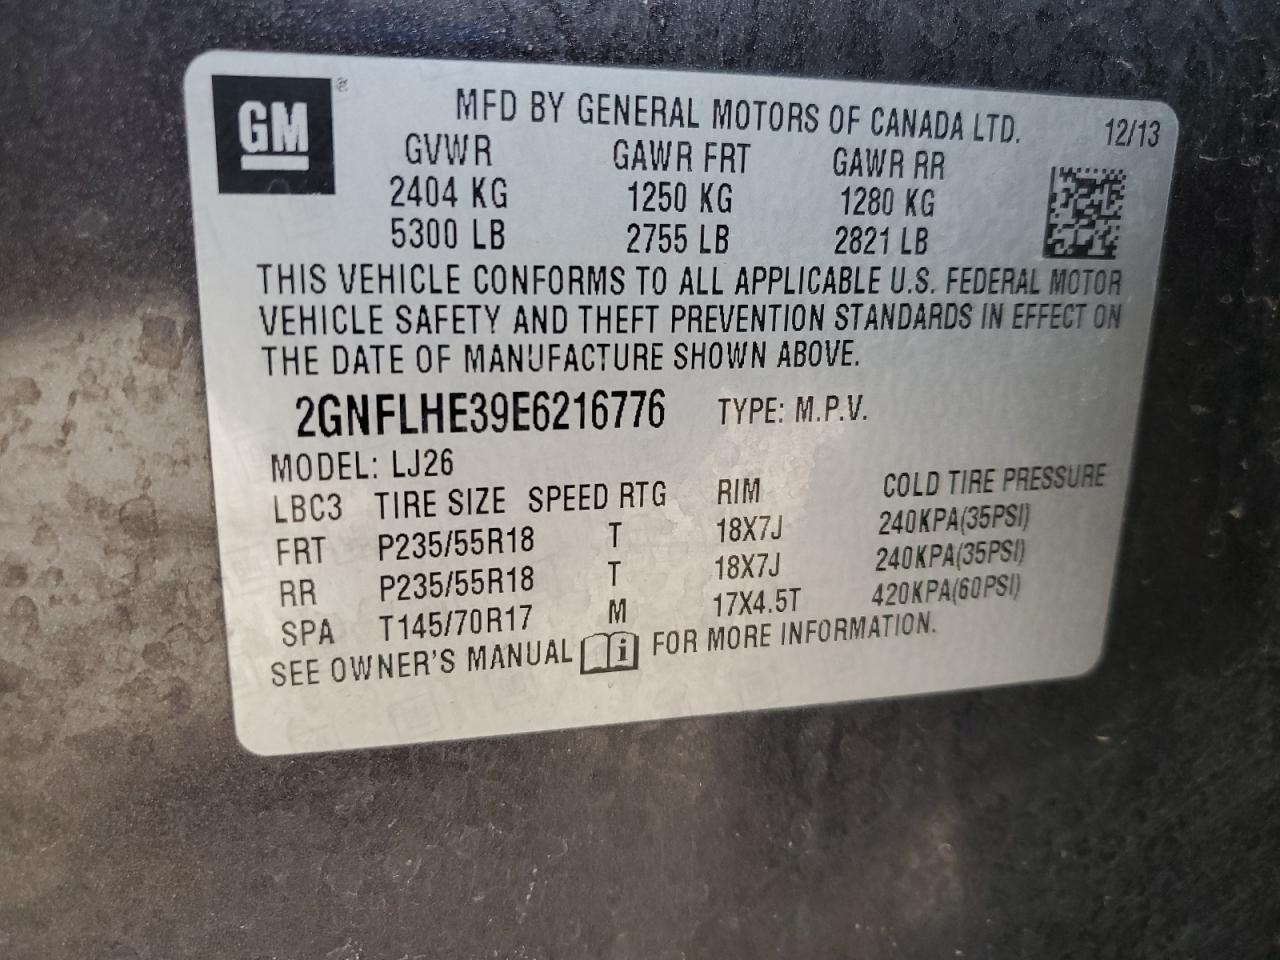 GM ®
MFD BY GENERAL MOTORS OF CANADA LTD. 12/13
GVWR GAWR FRT GAWR RR
2404 KG 1250 KG 1280 KG
5300 LB 2755 LB 2821 LB
THIS VEHICLE CONFORMS TO ALL APPLICABLE U.S. FEDERAL MOTOR
VEHICLE SAFETY AND THEFT PREVENTION STANDARDS IN EFFECT ON
THE DATE OF MANUFACTURE SHOWN ABOVE.
2GNFLHE39E6216776 TYPE: M.P.V.
MODEL: LJ26
LBC3 TIRE SIZE SPEED RTG RIM COLD TIRE PRESSURE
FRT P235/55R18 T 18X7J 240KPA(35PSI)
RR P235/55R18 T 18X7J 240KPA(35PSI)
SPA T145/70R17 M 17X4.5T 420KPA(60PSI)
SEE OWNER'S MANUAL i FOR MORE INFORMATION.